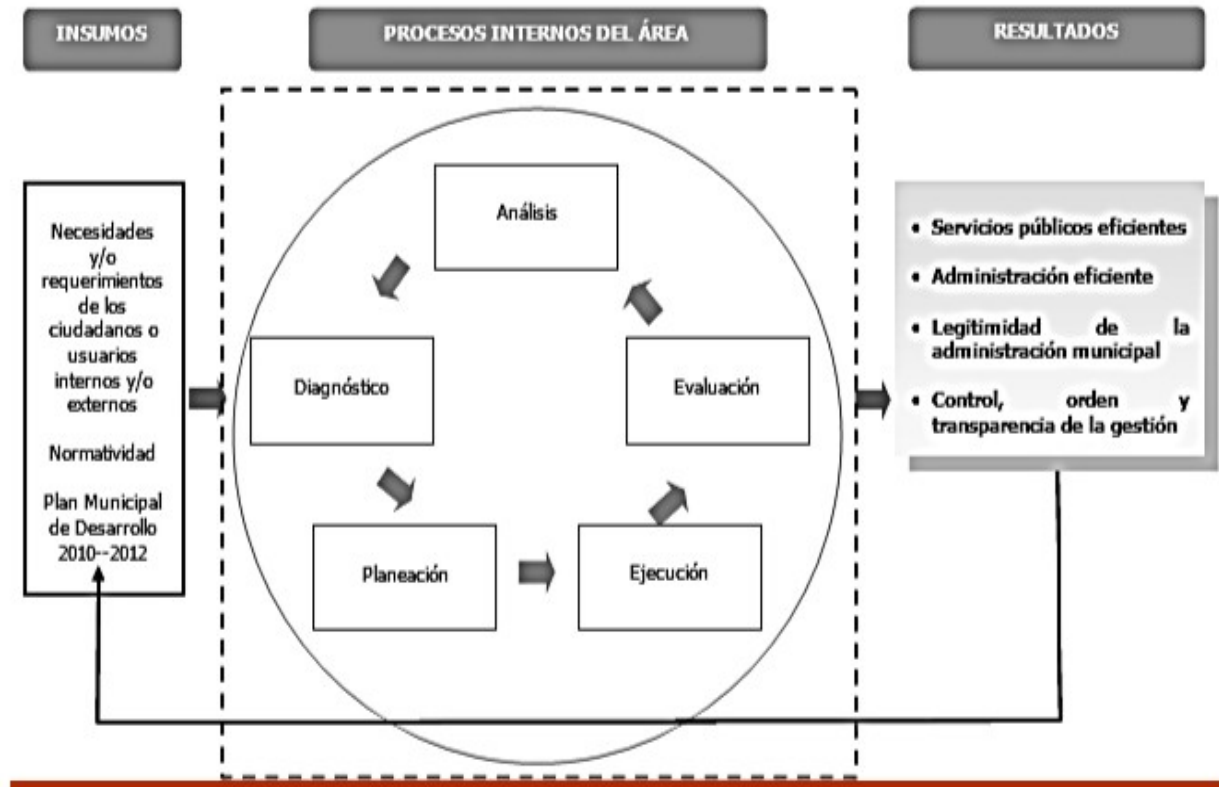 INSUMOS
PROCESOS INTERNOS DEL ÁREA
RESULTADOS
Necesidades
y/o
requerimientos
de los
ciudadanos o
usuarios
internos y/o
externos
Normatividad
Plan Municipal
de Desarrollo
2010--2012
Análisis
Diagnóstico
Evaluación
Planeación
Ejecución
• Servicios públicos eficientes
• Administración eficiente
• Legitimidad de la
administración municipal
• Control, orden y
transparencia de la gestión